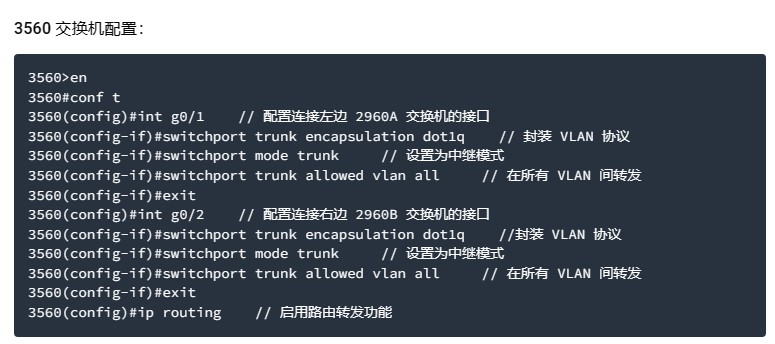 3560 交换机配置：
3560>en
3560#conf t
3560(config)#int g0/1    // 配置连接左边 2960A 交换机的接口
3560(config-if)#switchport trunk encapsulation dot1q    // 封装 VLAN 协议
3560(config-if)#switchport mode trunk     // 设置为中继模式
3560(config-if)#switchport trunk allowed vlan all     // 在所有 VLAN 间转发
3560(config-if)#exit
3560(config)#int g0/2    // 配置连接右边 2960B 交换机的接口
3560(config-if)#switchport trunk encapsulation dot1q    //封装 VLAN 协议
3560(config-if)#switchport mode trunk     // 设置为中继模式
3560(config-if)#switchport trunk allowed vlan all     // 在所有 VLAN 间转发
3560(config-if)#exit
3560(config)#ip routing    // 启用路由转发功能